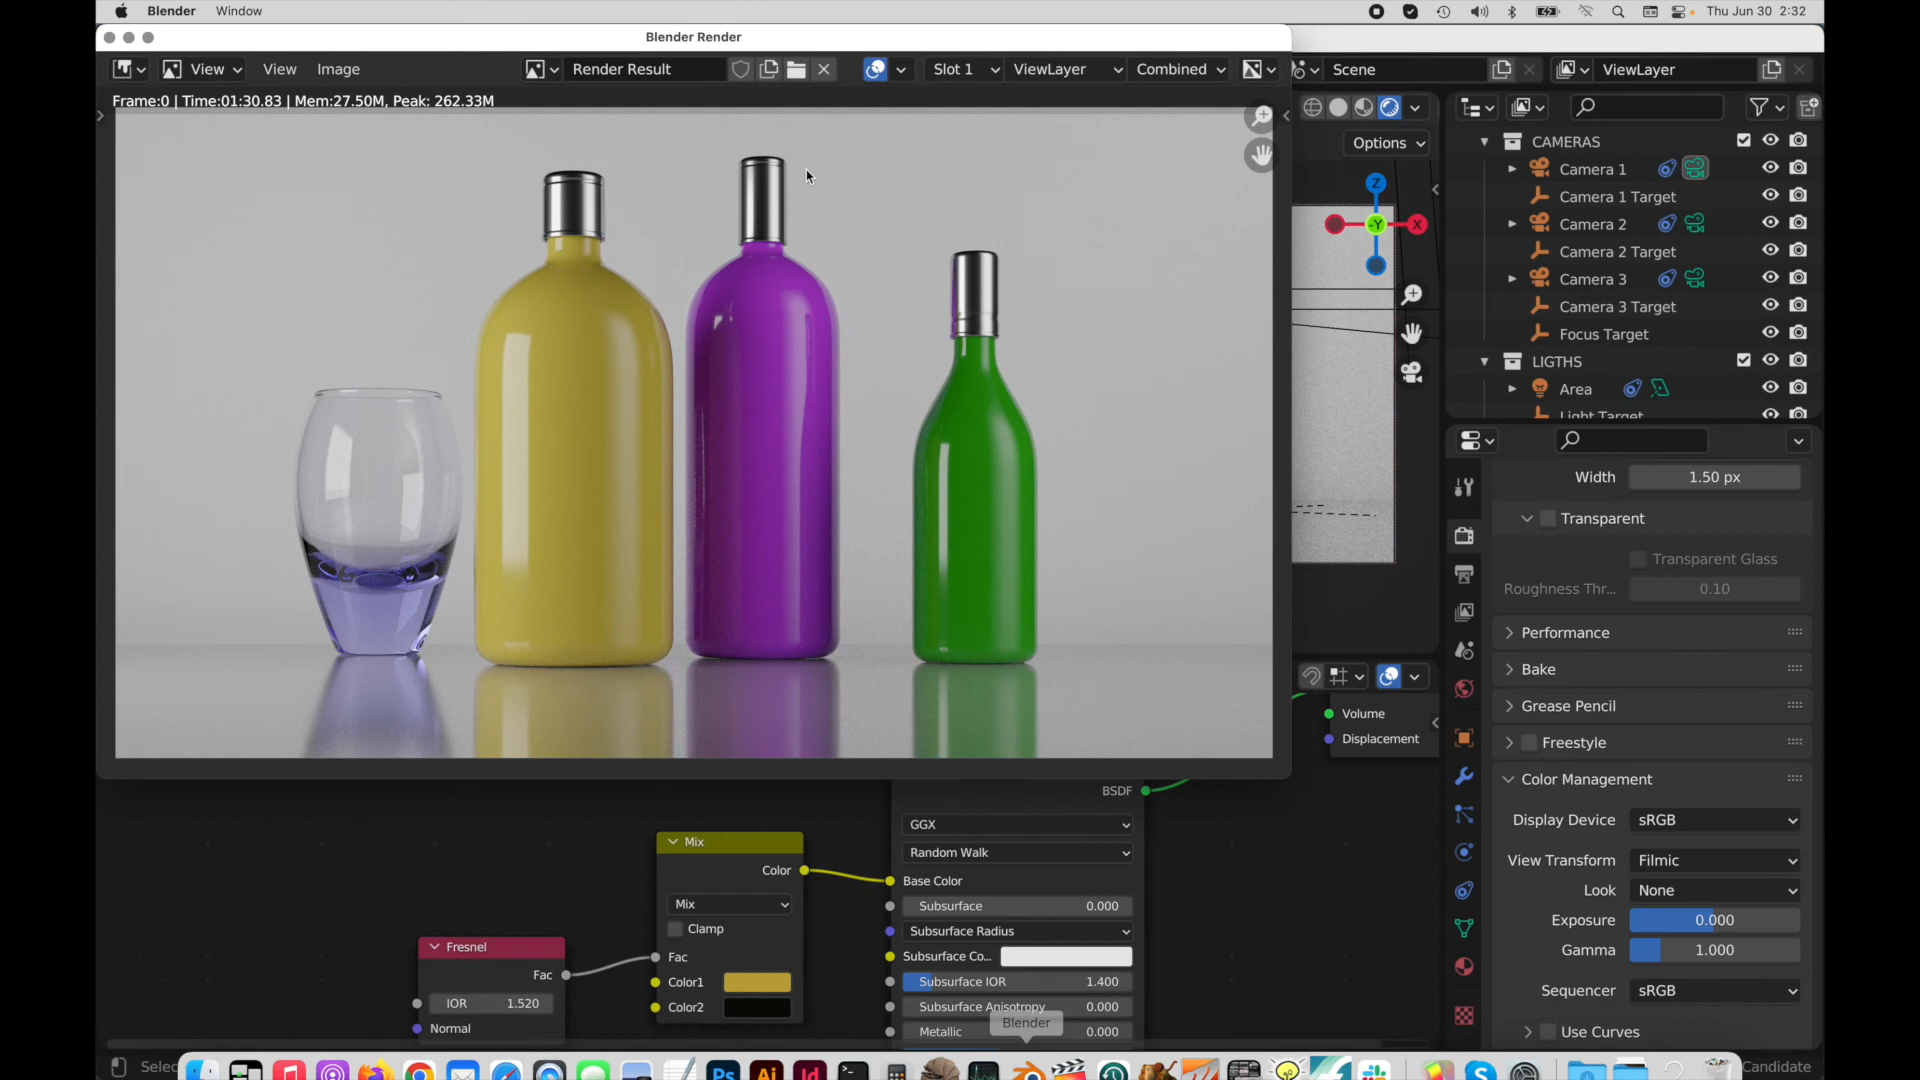 Blender Window Thu Jun 30 2:32
Blender Render
View View Image Render Result Slot 1 ViewLayer Combined Scene ViewLayer
Frame:0 | Time:01:30.83 | Mem:27.50M, Peak: 262.33M
Options
Z
-Y
X
CAMERAS
Camera 1
Camera 1 Target
Camera 2
Camera 2 Target
Camera 3
Camera 3 Target
Focus Target
LIGTHS
Area
Light Target
Width 1.50 px
Transparent
Transparent Glass
Roughness Thr... 0.10
Performance
Bake
Grease Pencil
Freestyle
Color Management
Display Device sRGB
View Transform Filmic
Look None
Exposure 0.000
Gamma 1.000
Sequencer sRGB
Use Curves
Volume
Displacement
BSDF
GGX
Random Walk
Base Color
Subsurface 0.000
Subsurface Radius
Subsurface Co...
Subsurface IOR 1.400
Subsurface Anisotropy 0.000
Metallic 0.000
Mix
Color
Mix
Clamp
Fac
Color1
Color2
Fresnel
Fac
IOR 1.520
Normal
Blender
Selec
Candidate
Ps Ai Id